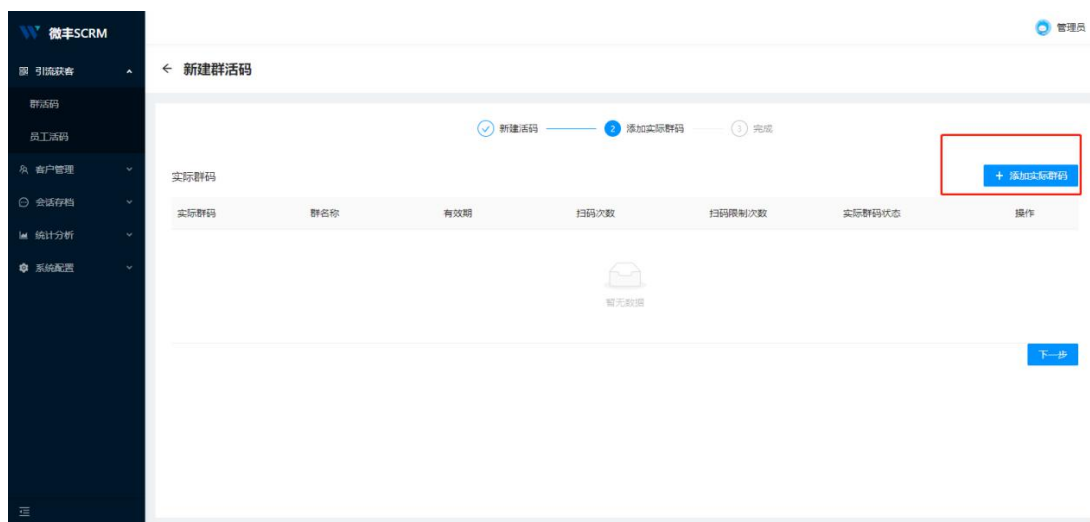 微丰SCRM
管理员
引流获客
群活码
员工活码
客户管理
会话存档
统计分析
系统配置
← 新建群活码
新建活码 2 添加实际群码 3 完成
实际群码
+ 添加实际群码
实际群码 群名称 有效期 扫码次数 扫码限制次数 实际群码状态 操作
暂无数据
下一步